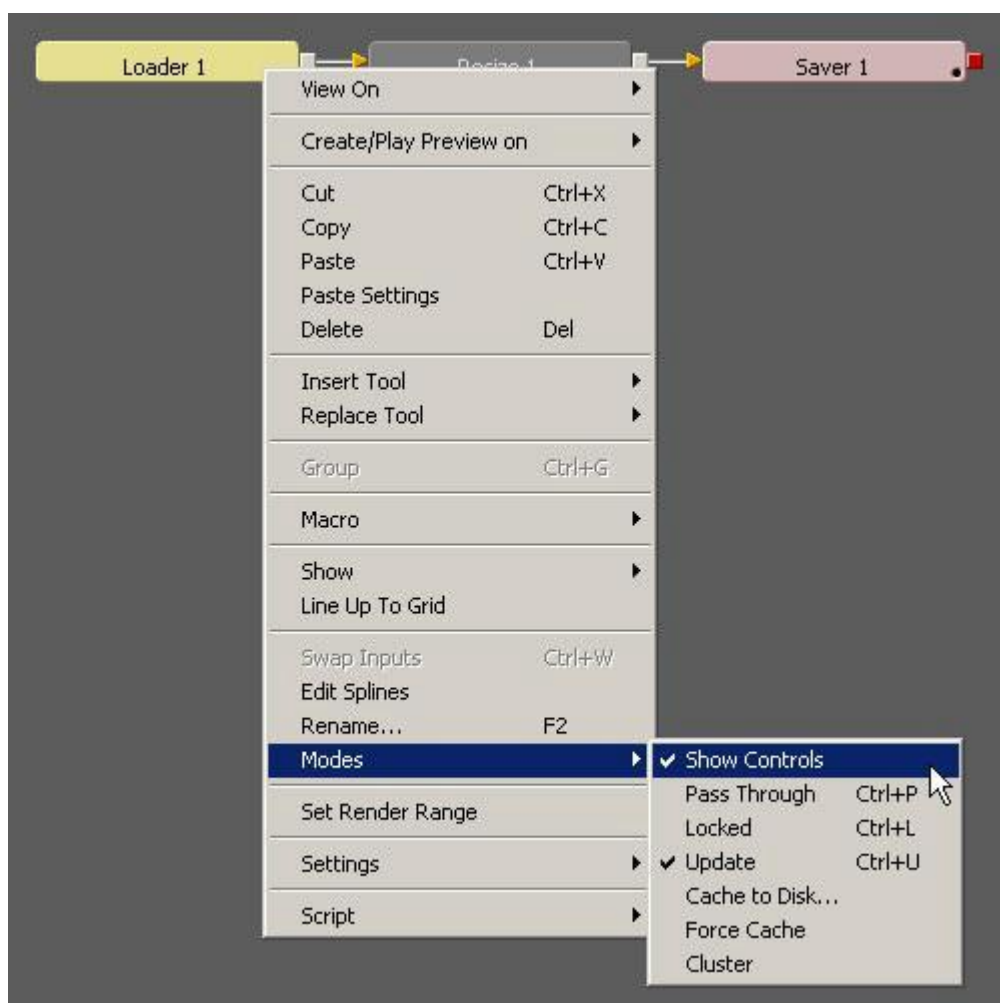 Loader 1
Resize 1
Saver 1
View On
Create/Play Preview on
Cut Ctrl+X
Copy Ctrl+C
Paste Ctrl+V
Paste Settings
Delete Del
Insert Tool
Replace Tool
Group Ctrl+G
Macro
Show
Line Up To Grid
Swap Inputs Ctrl+W
Edit Splines
Rename... F2
Modes
Show Controls
Pass Through Ctrl+P
Set Render Range
Locked Ctrl+L
Settings
Update Ctrl+U
Cache to Disk...
Script
Force Cache
Cluster